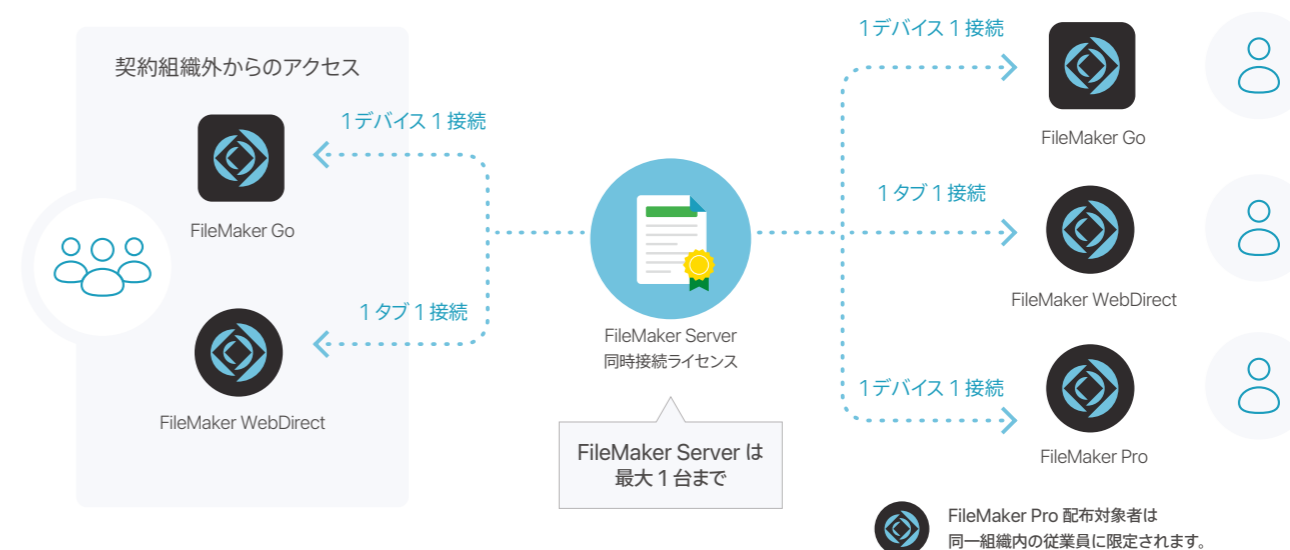 契約組織外からのアクセス
1デバイス1接続
FileMaker Go
1タブ1接続
FileMaker WebDirect
FileMaker Server
同時接続ライセンス
FileMaker Server は
最大 1 台まで
1デバイス1接続
FileMaker Go
1タブ1接続
FileMaker WebDirect
1デバイス1接続
FileMaker Pro
FileMaker Pro 配布対象者は
同一組織内の従業員に限定されます。